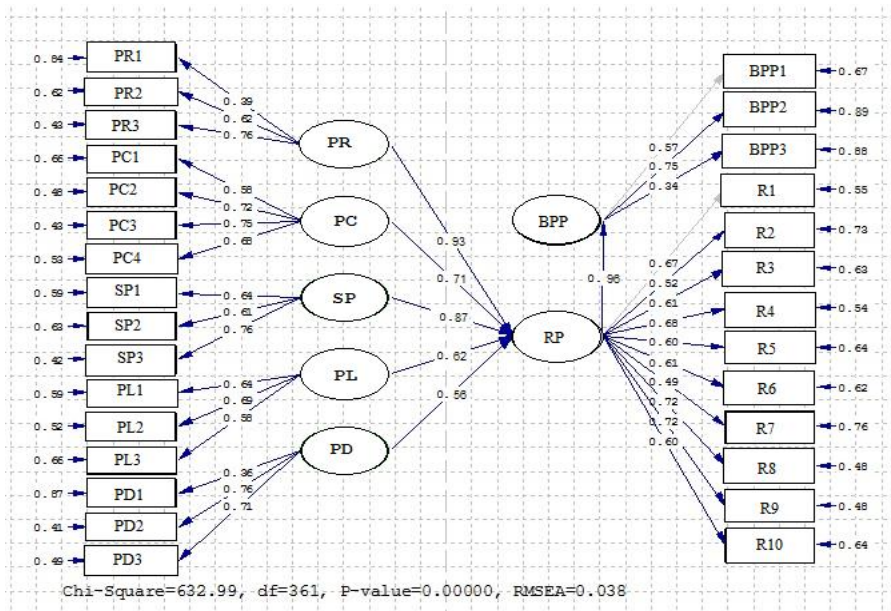 0.84 PR1
0.62 PR2
0.43 PR3
0.66 PC1
0.48 PC2
0.43 PC3
0.53 PC4
0.59 SP1
0.63 SP2
0.42 SP3
0.59 PL1
0.52 PL2
0.66 PL3
0.87 PD1
0.41 PD2
0.49 PD3
0.39
0.62
0.76
0.58
0.72
0.75
0.68
0.64
0.61
0.76
0.64
0.69
0.58
0.36
0.76
0.71
PR
PC
SP
PL
PD
0.93
0.71
0.87
0.62
0.56
BPP
0.96
RP
0.57
0.75
0.34
0.67
0.52
0.61
0.68
0.60
0.61
0.49
0.72
0.72
0.60
BPP1 0.67
BPP2 0.89
BPP3 0.88
R1 0.55
R2 0.73
R3 0.63
R4 0.54
R5 0.64
R6 0.62
R7 0.76
R8 0.48
R9 0.48
R10 0.64
Chi-Square=632.99, df=361, P-value=0.00000, RMSEA=0.038